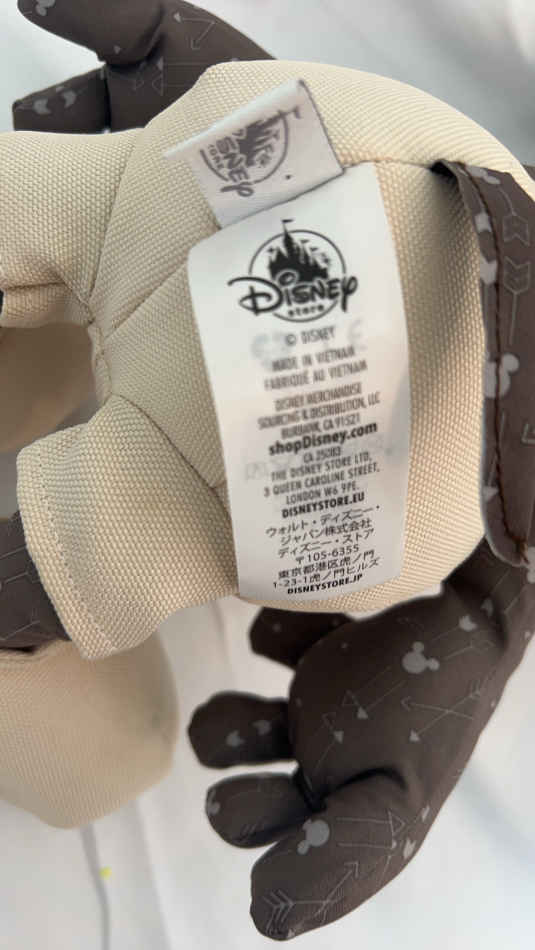 Disney
store
© DISNEY
MADE IN VIETNAM
FABRIQUÉ AU VIETNAM
DISNEY MERCHANDISE
SOURCING & DISTRIBUTION, LLC
BURBANK, CA 91521
shopDisney.com
CA 25083
THE DISNEY STORE LTD,
3 QUEEN CAROLINE STREET,
LONDON W6 9PE.
DISNEYSTORE.EU
ウォルト・ディズニー・
ジャパン株式会社
ディズニー・ストア
〒105-6355
東京都港区虎ノ門
1-23-1虎ノ門ヒルズ
DISNEYSTORE.JP